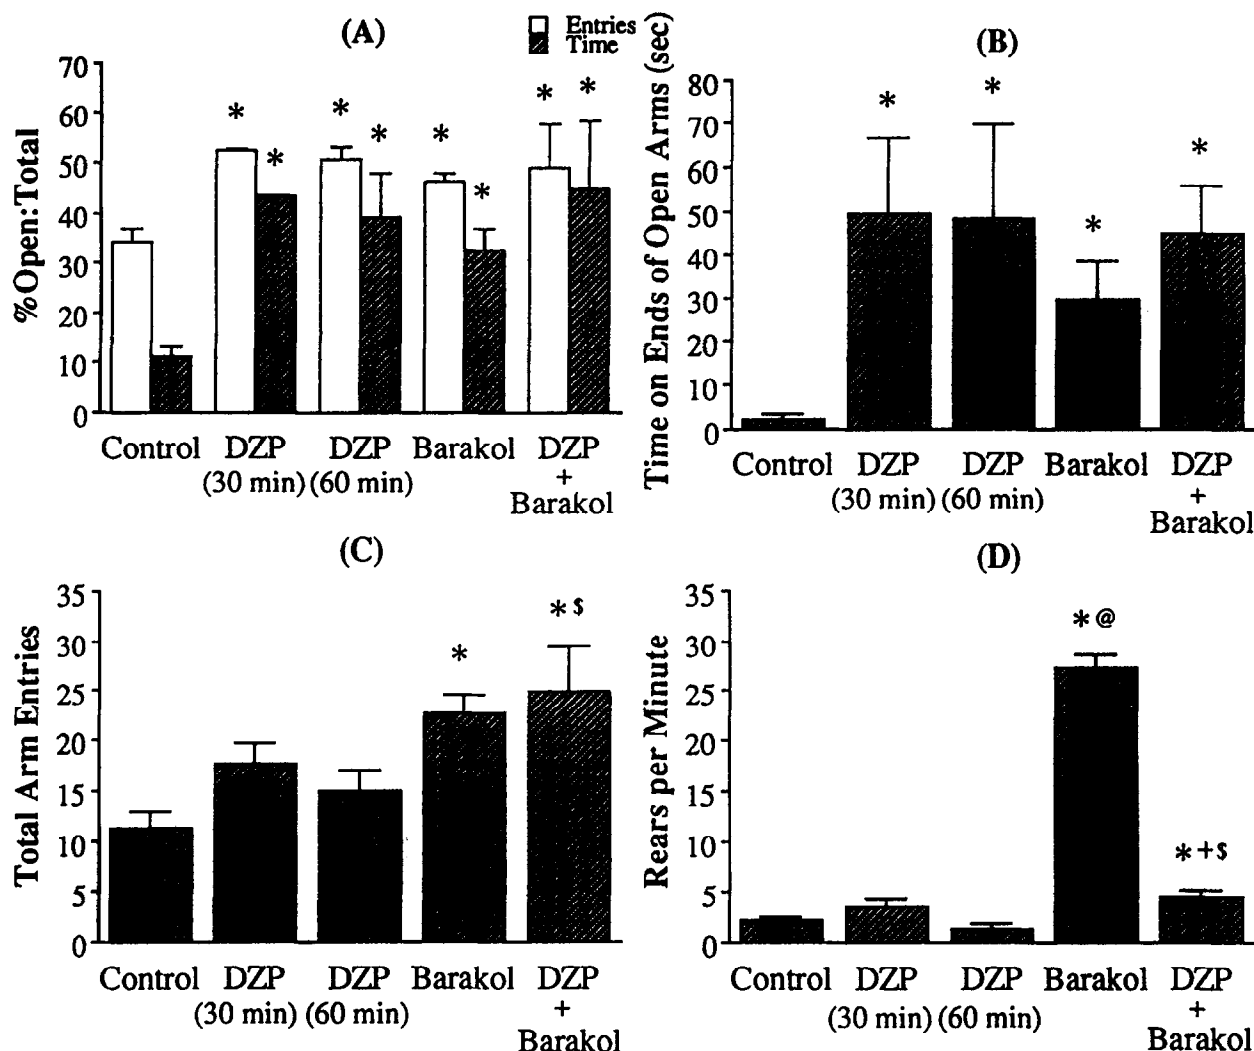 (A)
Entries
Time
%Open:Total
70
60
50
40
30
20
10
0
* * * * * * * *
Control DZP DZP Barakol DZP
(30 min) (60 min) +
Barakol
(B)
Time on Ends of Open Arms (sec)
80
70
60
50
40
30
20
10
0
* * * *
Control DZP DZP Barakol DZP
(30 min) (60 min) +
Barakol
(C)
Total Arm Entries
35
30
25
20
15
10
5
0
* *$
Control DZP DZP Barakol DZP
(30 min) (60 min) +
Barakol
(D)
Rears per Minute
35
30
25
20
15
10
5
0
*@
*+$
Control DZP DZP Barakol DZP
(30 min) (60 min) +
Barakol